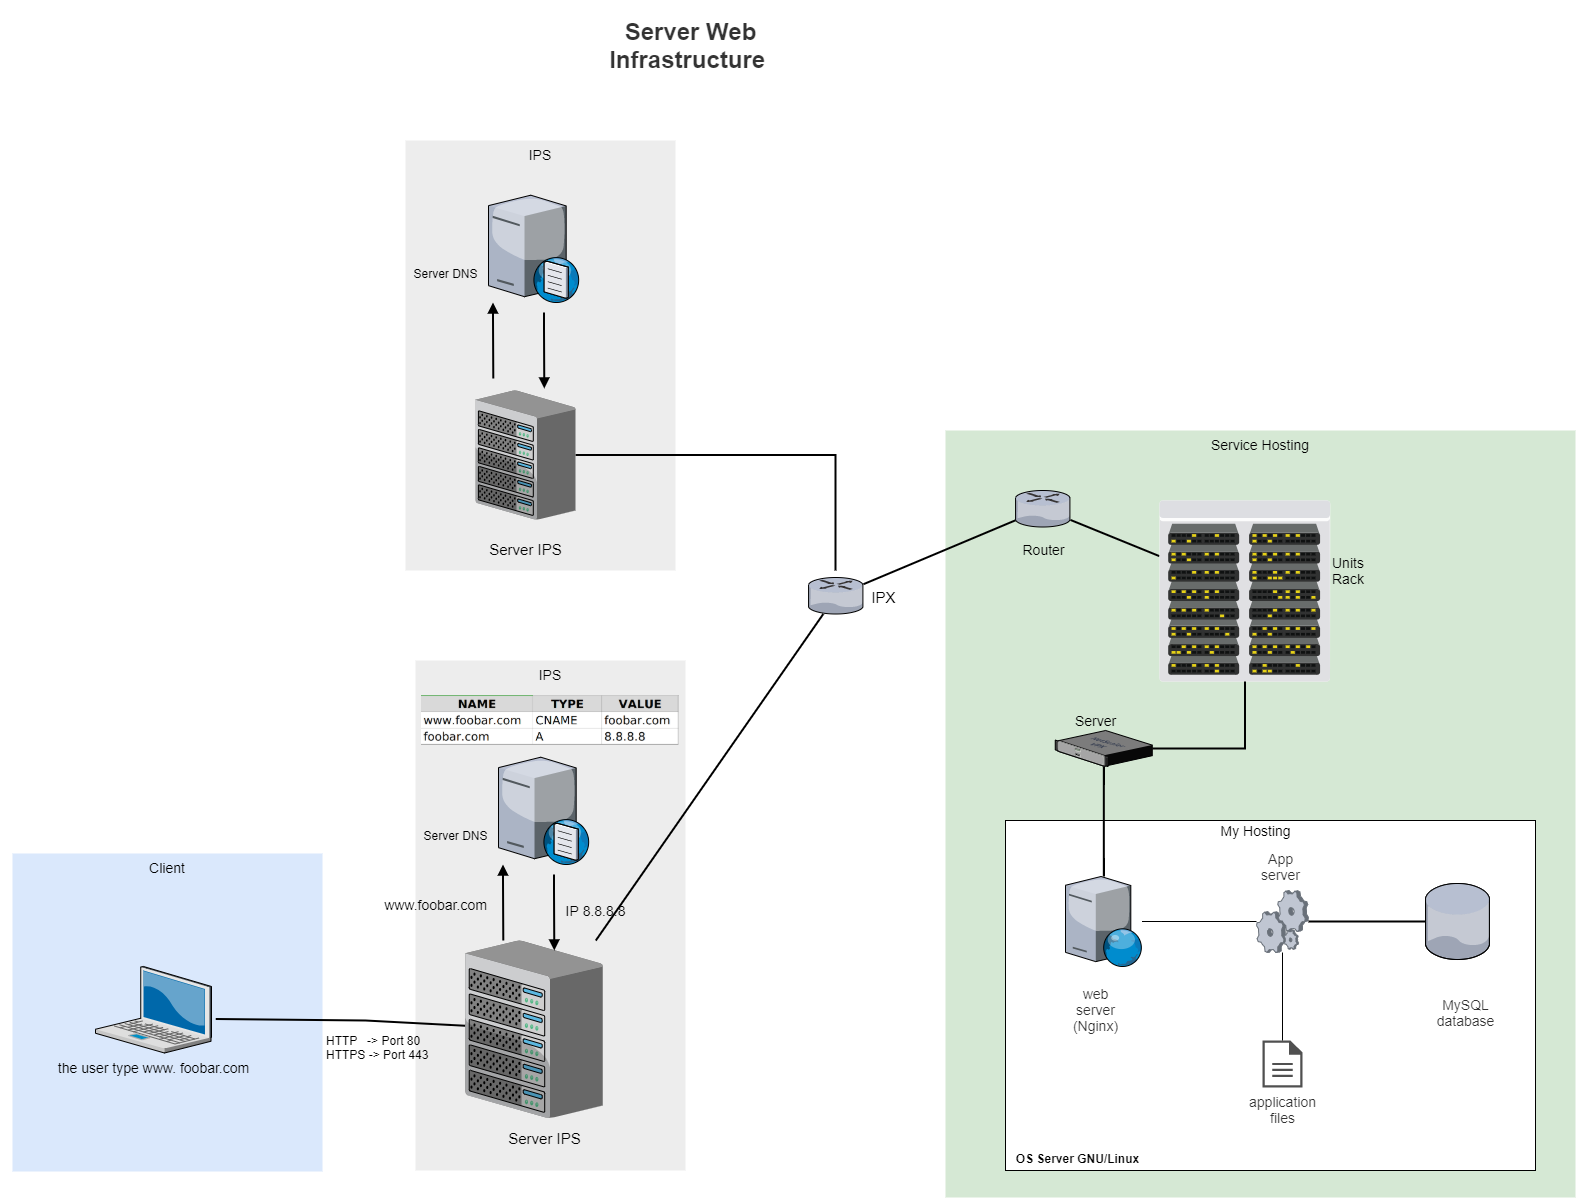 Server Web
Infrastructure
IPS
Server DNS
Server IPS
IPX
Service Hosting
Router
Units
Rack
Server
IPS
NAME TYPE VALUE
www.foobar.com CNAME foobar.com
foobar.com A 8.8.8.8
Server DNS
www.foobar.com
IP 8.8.8.8
Server IPS
Client
the user type www. foobar.com
HTTP -> Port 80
HTTPS -> Port 443
My Hosting
App
server
web
server
(Nginx)
MySQL
database
application
files
OS Server GNU/Linux